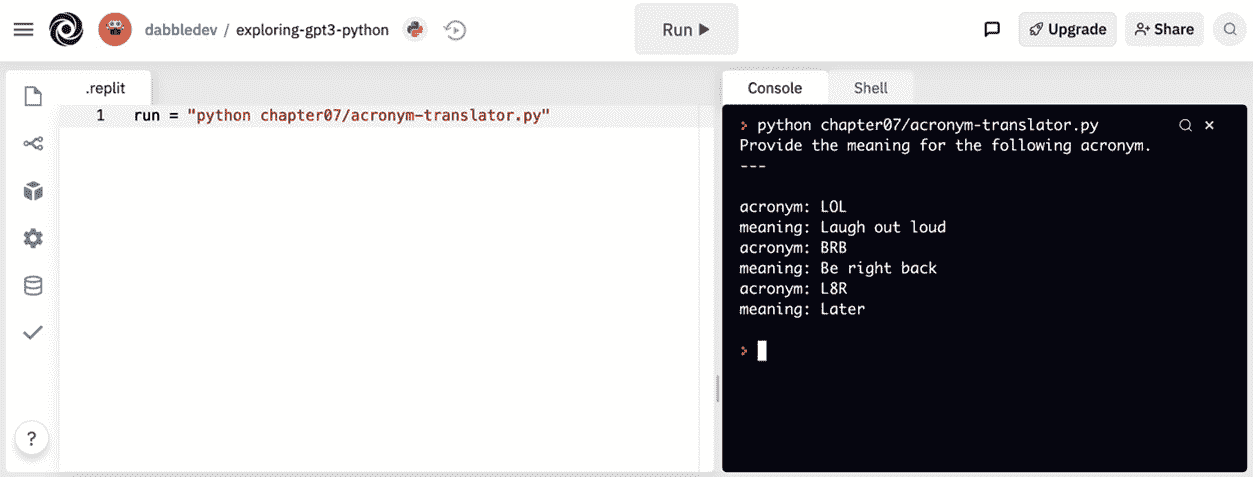 dabbledev / exploring-gpt3-python
Run
Upgrade
Share
.replit
1 run = "python chapter07/acronym-translator.py"
?
Console Shell
> python chapter07/acronym-translator.py
Provide the meaning for the following acronym.
---
acronym: LOL
meaning: Laugh out loud
acronym: BRB
meaning: Be right back
acronym: L8R
meaning: Later
>